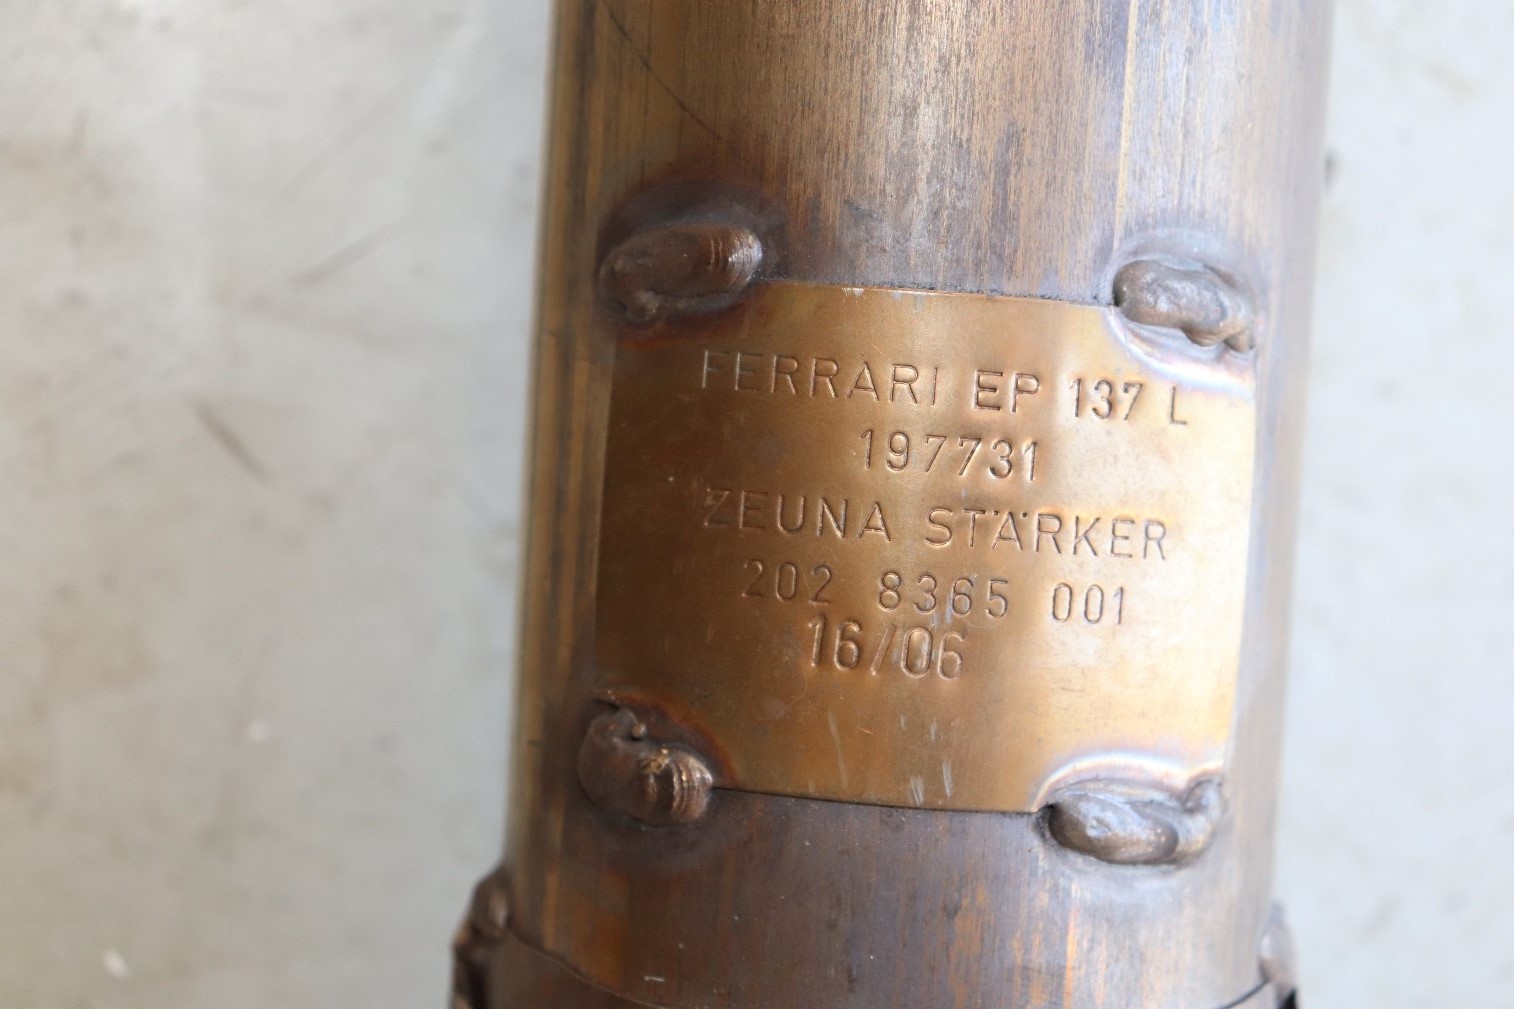 FERRARI EP 137 L
197731
ZEUNA STÄRKER
202 8365 001
16/06